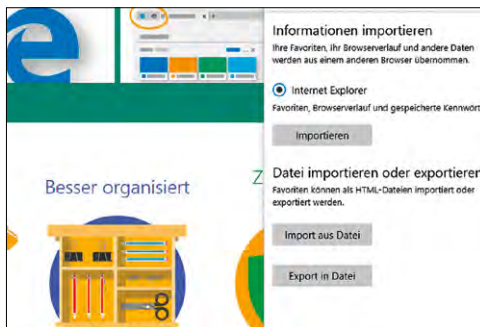 Informationen importieren
Ihre Favoriten, Ihr Browserverlauf und andere Daten
werden aus einem anderen Browser übernommen.
Internet Explorer
Favoriten, Browserverlauf und gespeicherte Kennwört
Importieren
Datei importieren oder exportieren
Favoriten können als HTML-Dateien importiert oder
exportiert werden.
Import aus Datei
Export in Datei
Besser organisiert
Z